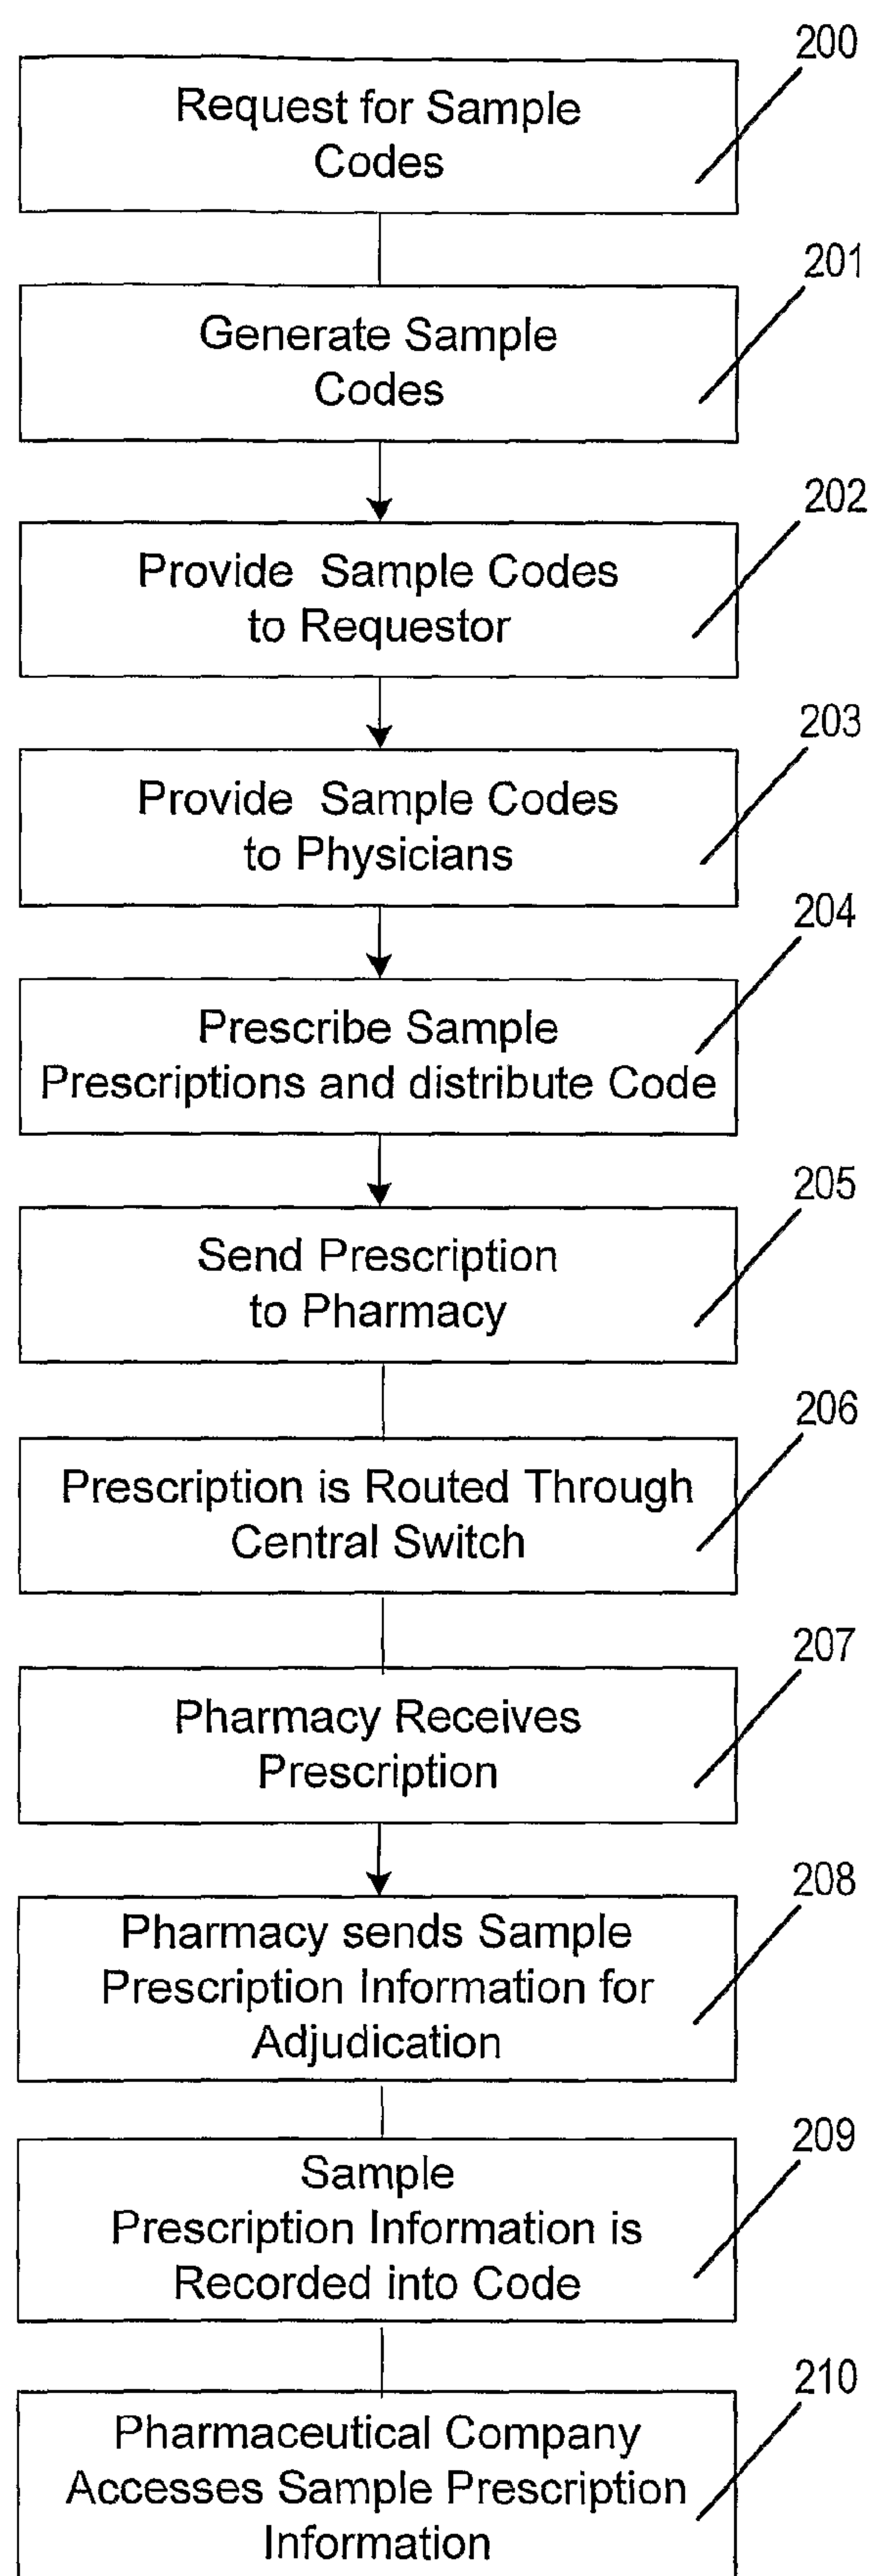 200
Request for Sample
Codes
201
Generate Sample
Codes
202
Provide Sample Codes
to Requestor
203
Provide Sample Codes
to Physicians
204
Prescribe Sample
Prescriptions and distribute Code
205
Send Prescription
to Pharmacy
206
Prescription is Routed Through
Central Switch
207
Pharmacy Receives
Prescription
208
Pharmacy sends Sample
Prescription Information for
Adjudication
209
Sample
Prescription Information is
Recorded into Code
210
Pharmaceutical Company
Accesses Sample Prescription
Information